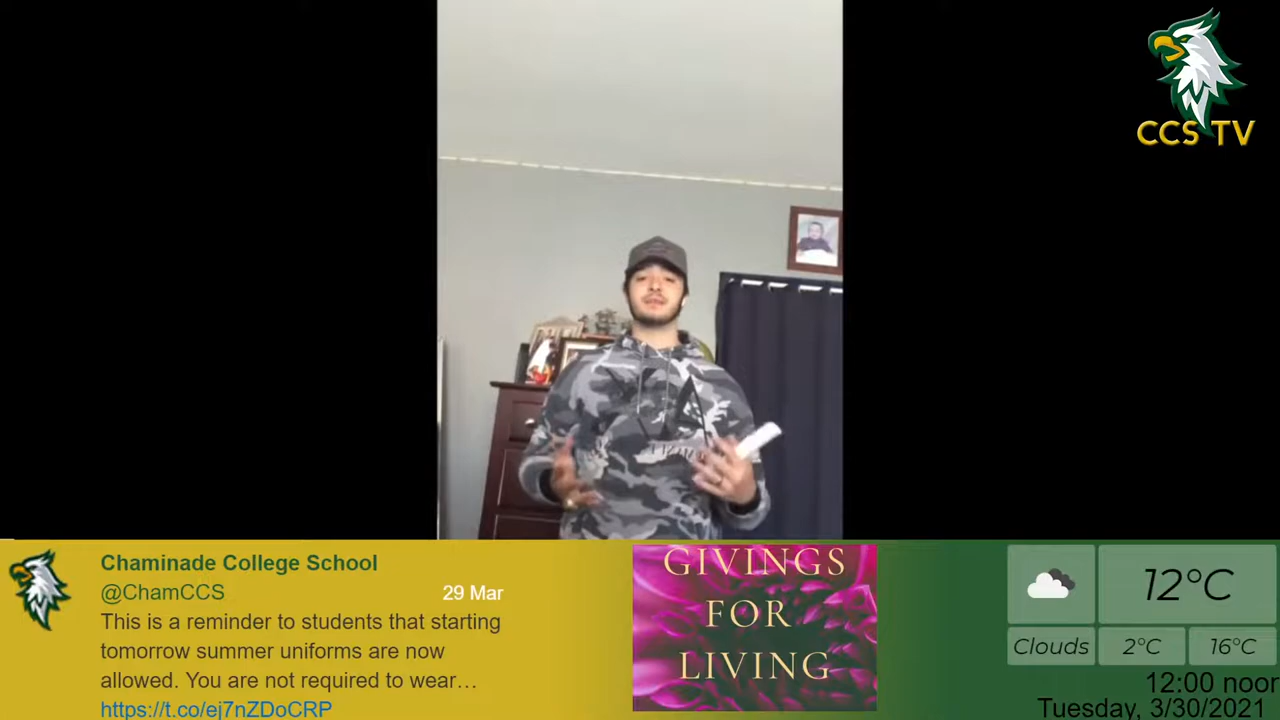 CCS TV
Chaminade College School
@ChamCCS
29 Mar
This is a reminder to students that starting
tomorrow summer uniforms are now
allowed. You are not required to wear…
https://t.co/ej7nZDoCRP
GIVINGS
FOR
LIVING
12°C
Clouds
2°C
16°C
12:00 noon
Tuesday, 3/30/2021